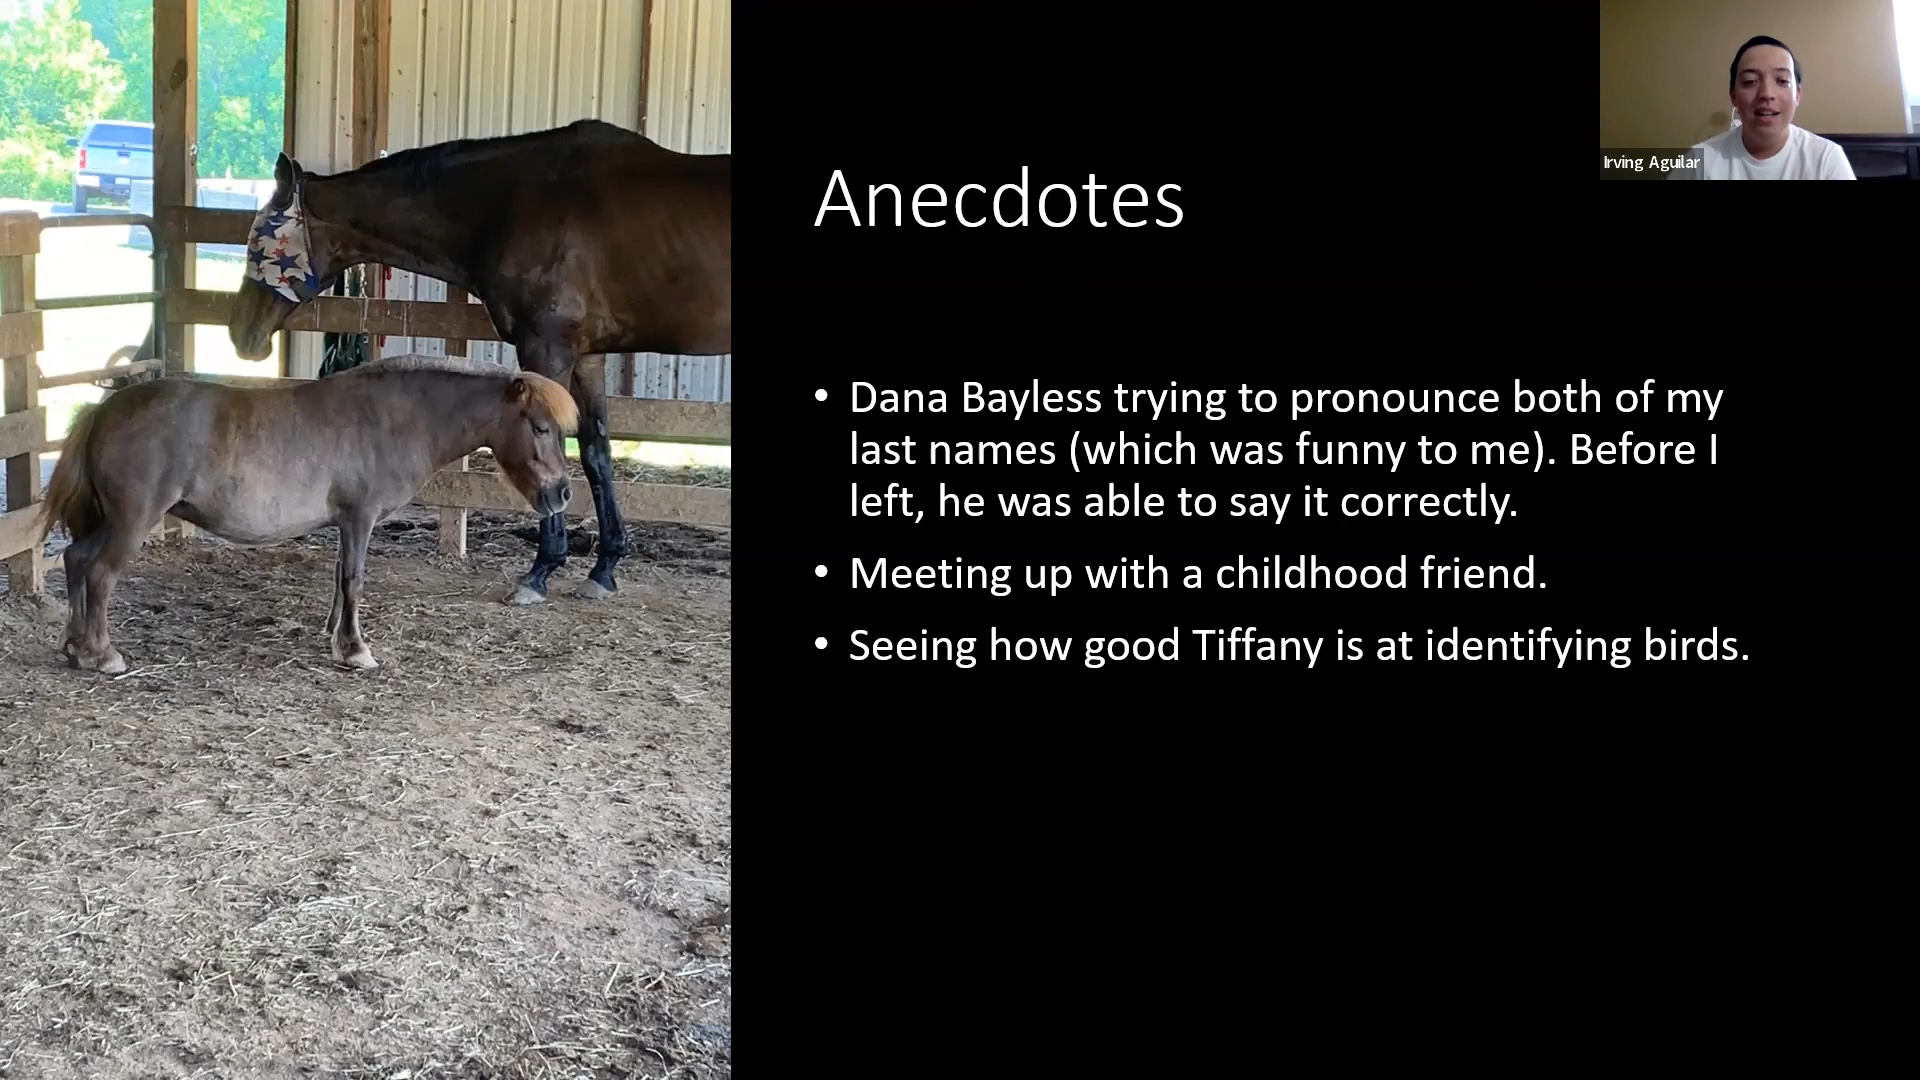 Irving Aguilar
Anecdotes
• Dana Bayless trying to pronounce both of my
last names (which was funny to me). Before I
left, he was able to say it correctly.
• Meeting up with a childhood friend.
• Seeing how good Tiffany is at identifying birds.